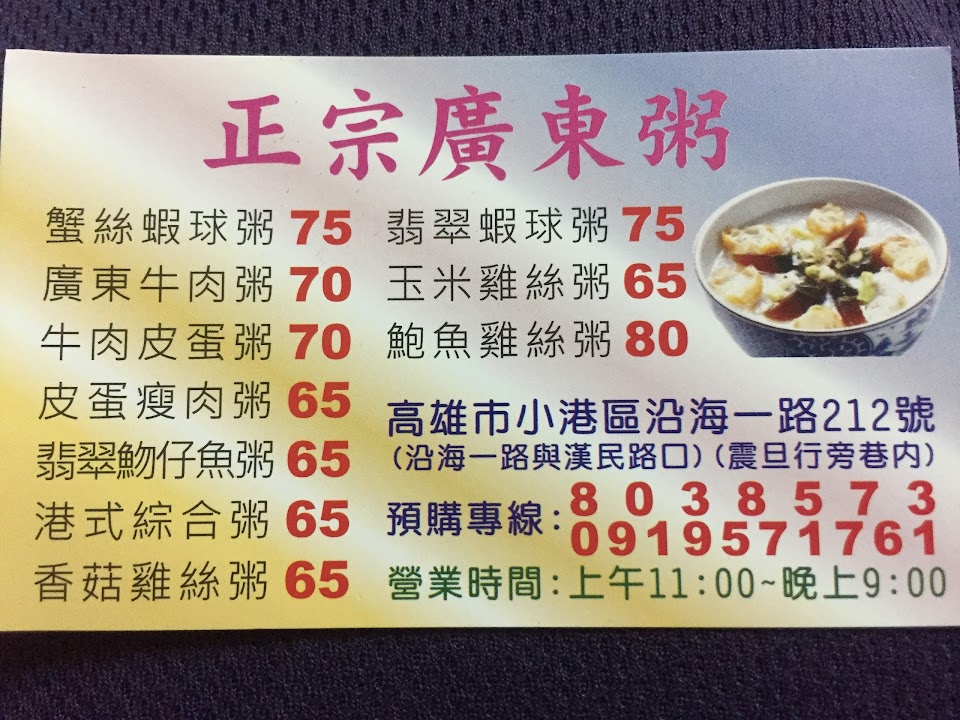 正宗廣東粥
蟹絲蝦球粥 75
廣東牛肉粥 70
牛肉皮蛋粥 70
皮蛋瘦肉粥 65
翡翠魩仔魚粥 65
港式綜合粥 65
香菇雞絲粥 65
翡翠蝦球粥 75
玉米雞絲粥 65
鮑魚雞絲粥 80
高雄市小港區沿海一路212號
(沿海一路與漢民路口)(震旦行旁巷內)
預購專線:8038573
0919571761
營業時間:上午11:00~晚上9:00